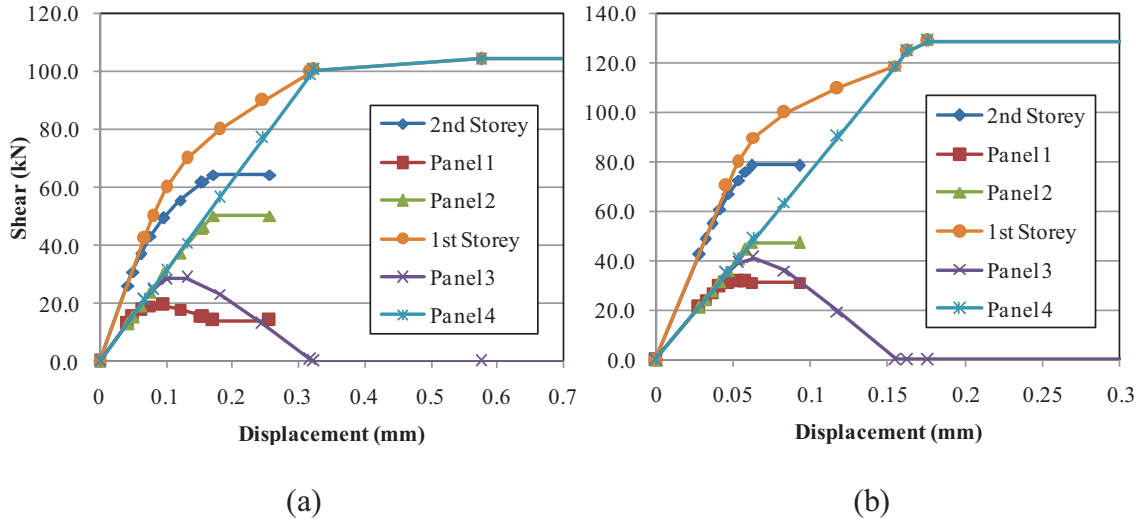 120.0
100.0
80.0
60.0
40.0
20.0
0.0
Shear (kN)
0 0.1 0.2 0.3 0.4 0.5 0.6 0.7
Displacement (mm)
2nd Storey
Panel1
Panel2
1st Storey
Panel3
Panel4
(a)
140.0
120.0
100.0
80.0
60.0
40.0
20.0
0.0
0 0.05 0.1 0.15 0.2 0.25 0.3
Displacement (mm)
2nd Storey
Panel1
Panel2
1st Storey
Panel3
Panel4
(b)